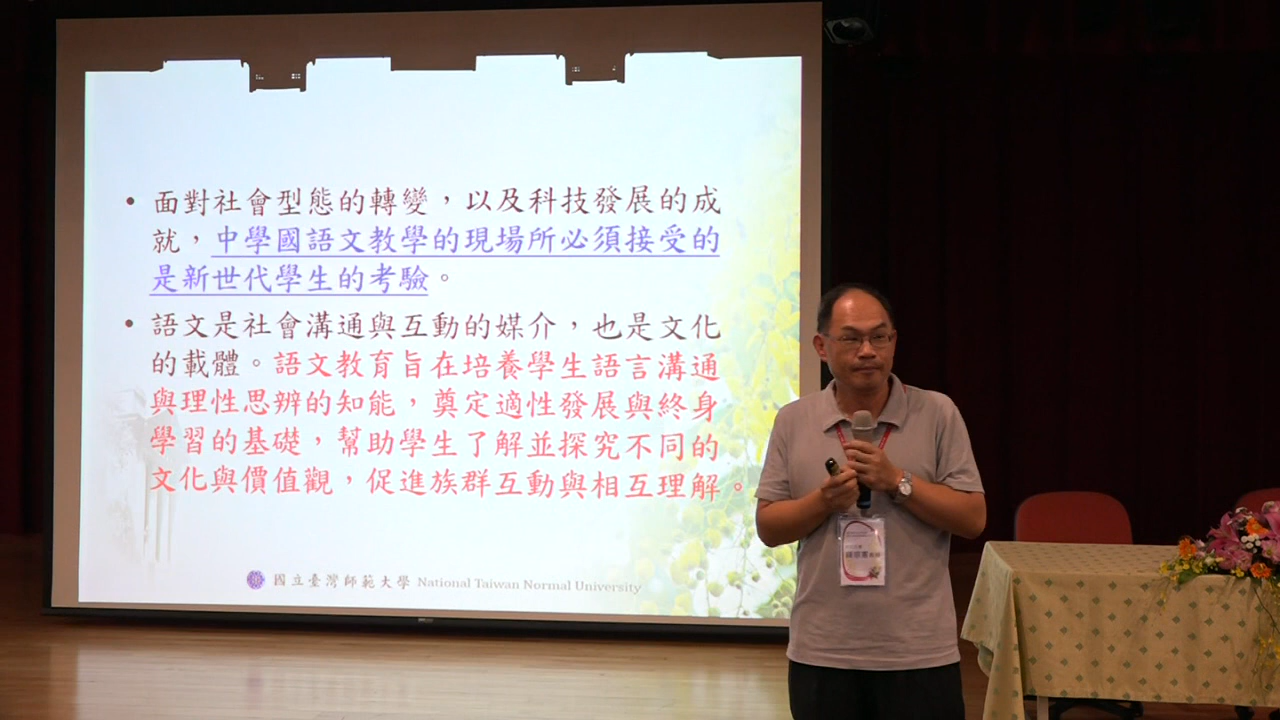 • 面對社會型態的轉變，以及科技發展的成
就，中學國語文教學的現場所必須接受的
是新世代學生的考驗。
• 語文是社會溝通與互動的媒介，也是文化
的載體。語文教育旨在培養學生語言溝通
與理性思辨的知能，奠定適性發展與終身
學習的基礎，幫助學生了解並探究不同的
文化與價值觀，促進族群互動與相互理解。
國立臺灣師範大學 National Taiwan Normal University